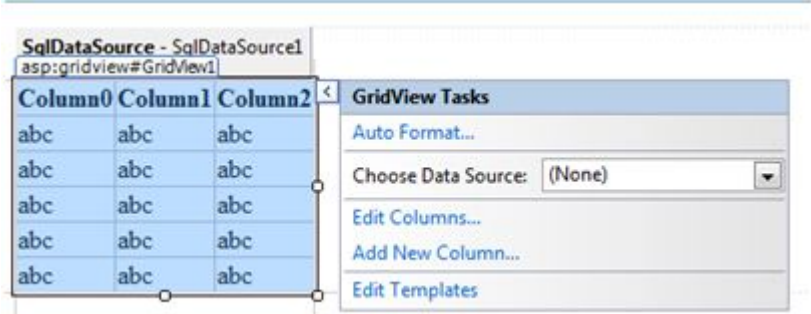 SqlDataSource - SqlDataSource1
asp:gridview#GridView1
Column0 Column1 Column2
abc abc abc
abc abc abc
abc abc abc
abc abc abc
abc abc abc
GridView Tasks
Auto Format...
Choose Data Source: (None)
Edit Columns...
Add New Column...
Edit Templates